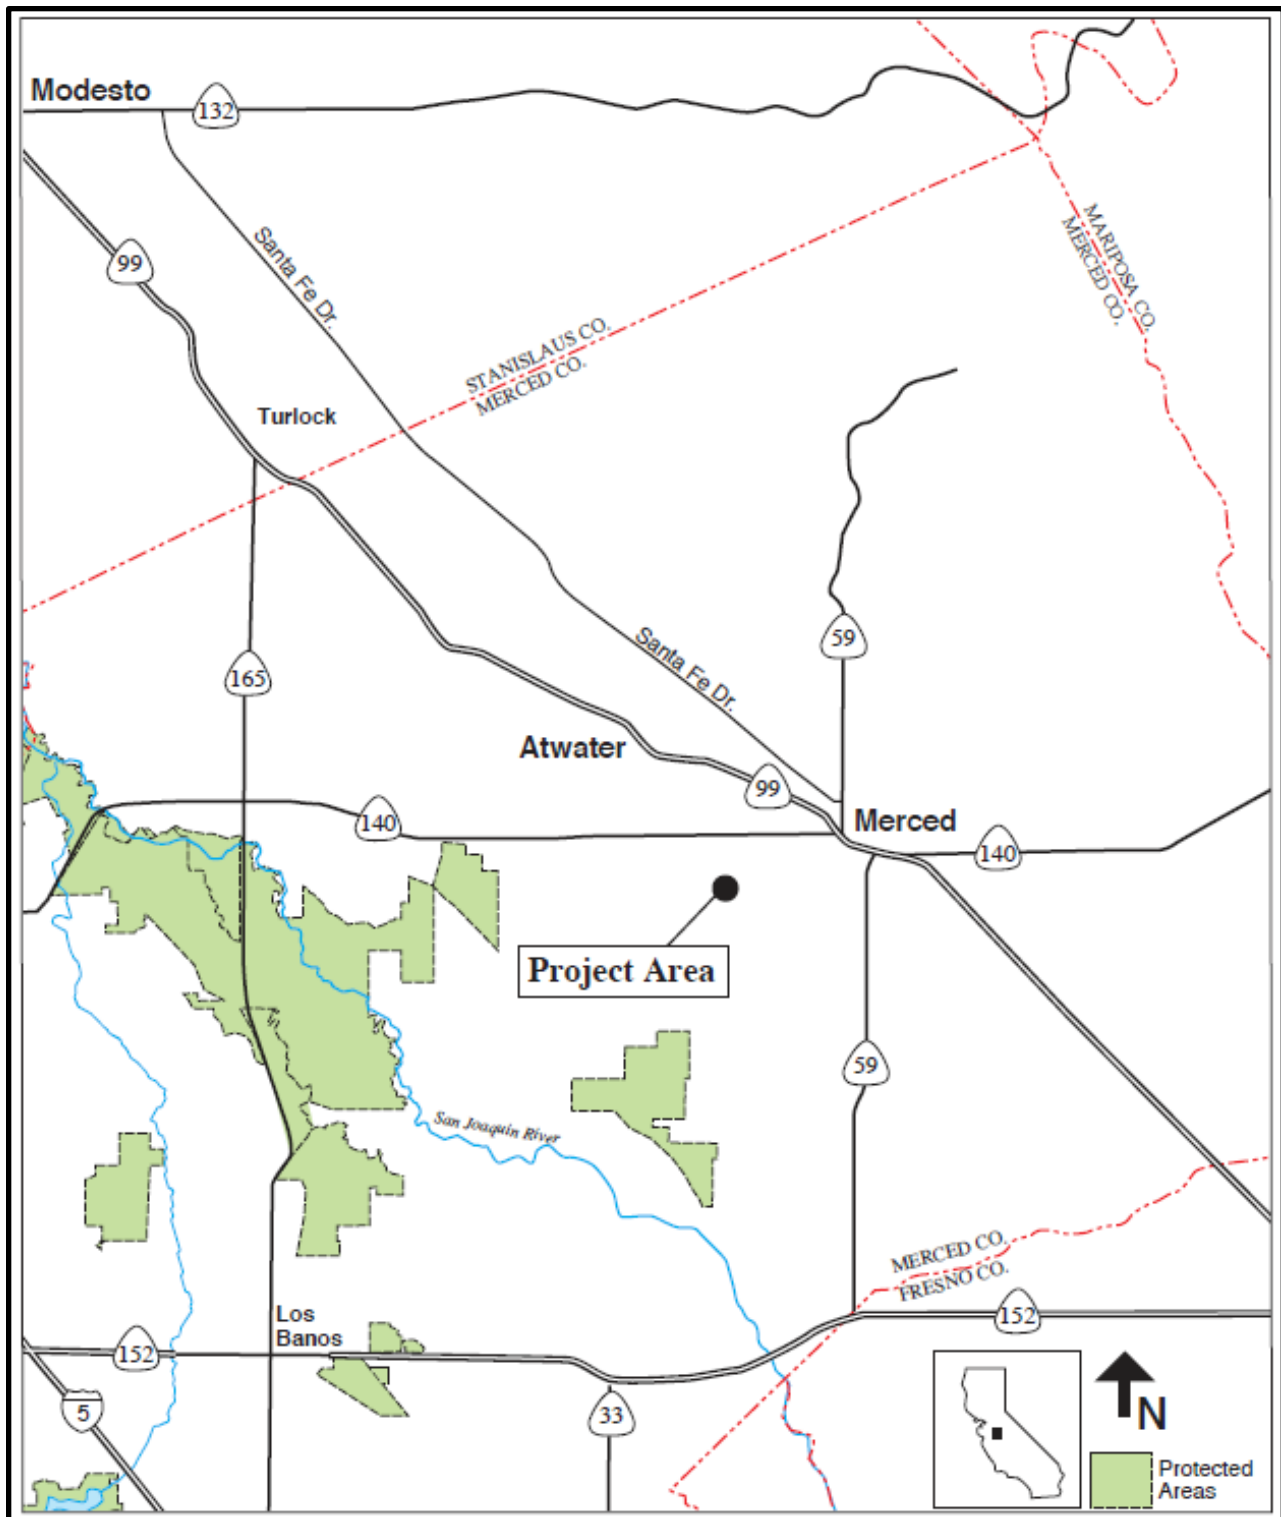 Modesto
132
99
Santa Fe Dr.
MARIPOSA CO.
MERCED CO.
STANISLAUS CO.
MERCED CO.
Turlock
59
Santa Fe Dr.
165
Atwater
99
140
Merced
140
Project Area
59
San Joaquin River
MERCED CO.
FRESNO CO.
Los
Banos
152
152
5
33
N
Protected
Areas